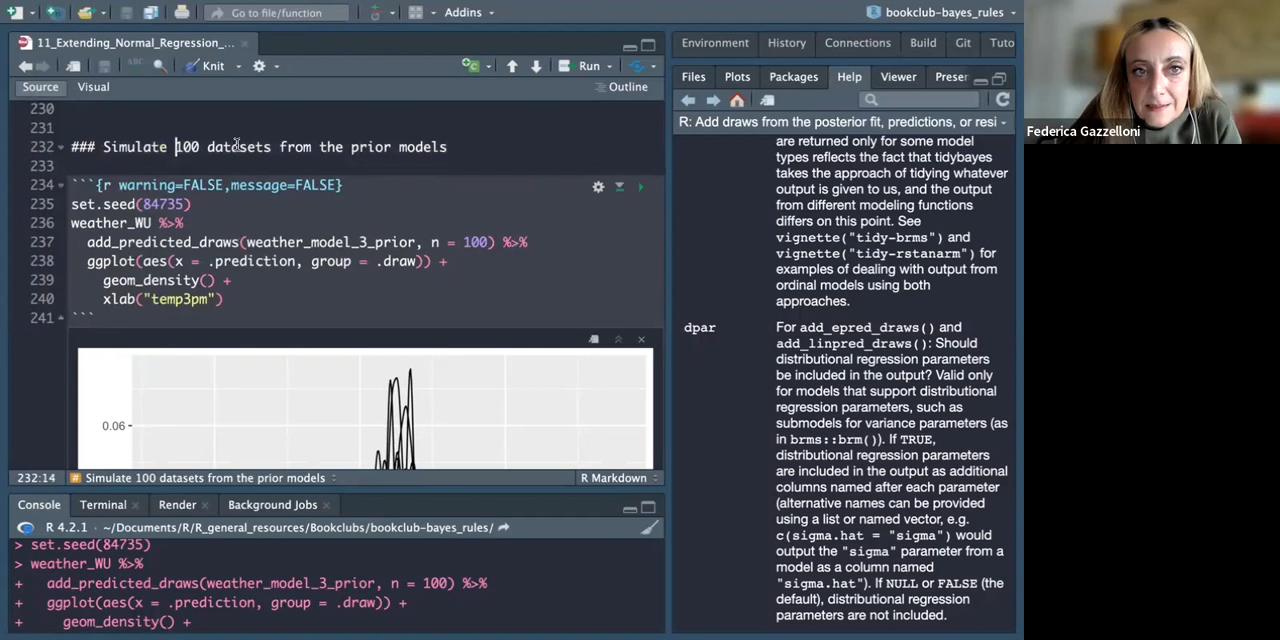 Go to file/function
Addins
bookclub-bayes_rules
11_Extending_Normal_Regression_...
Knit
Run
Source
Visual
Outline
230
231
232 ### Simulate 100 datasets from the prior models
233
234 ```{r warning=FALSE,message=FALSE}
235 set.seed(84735)
236 weather_WU %>%
237 add_predicted_draws(weather_model_3_prior, n = 100) %>%
238 ggplot(aes(x = .prediction, group = .draw)) +
239 geom_density() +
240 xlab("temp3pm")
241 ```
0.06
232:14
# Simulate 100 datasets from the prior models
R Markdown
Console
Terminal
Render
Background Jobs
R 4.2.1 · ~/Documents/R/R_general_resources/Bookclubs/bookclub-bayes_rules/
> set.seed(84735)
> weather_WU %>%
+ add_predicted_draws(weather_model_3_prior, n = 100) %>%
+ ggplot(aes(x = .prediction, group = .draw)) +
+ geom_density() +
Environment
History
Connections
Build
Git
Tuto
Files
Plots
Packages
Help
Viewer
Preser
R: Add draws from the posterior fit, predictions, or resi
are returned only for some model
types reflects the fact that tidybayes
takes the approach of tidying whatever
output is given to us, and the output
from different modeling functions
differs on this point. See
vignette("tidy-brms") and
vignette("tidy-rstanarm") for
examples of dealing with output from
ordinal models using both
approaches.
dpar
For add_epred_draws() and
add_linpred_draws(): Should
distributional regression parameters
be included in the output? Valid only
for models that support distributional
regression parameters, such as
submodels for variance parameters (as
in brms::brm()). If TRUE,
distributional regression parameters
are included in the output as additional
columns named after each parameter
(alternative names can be provided
using a list or named vector, e.g.
c(sigma.hat = "sigma") would
output the "sigma" parameter from a
model as a column named
"sigma.hat"). If NULL or FALSE (the
default), distributional regression
parameters are not included.
Federica Gazzelloni